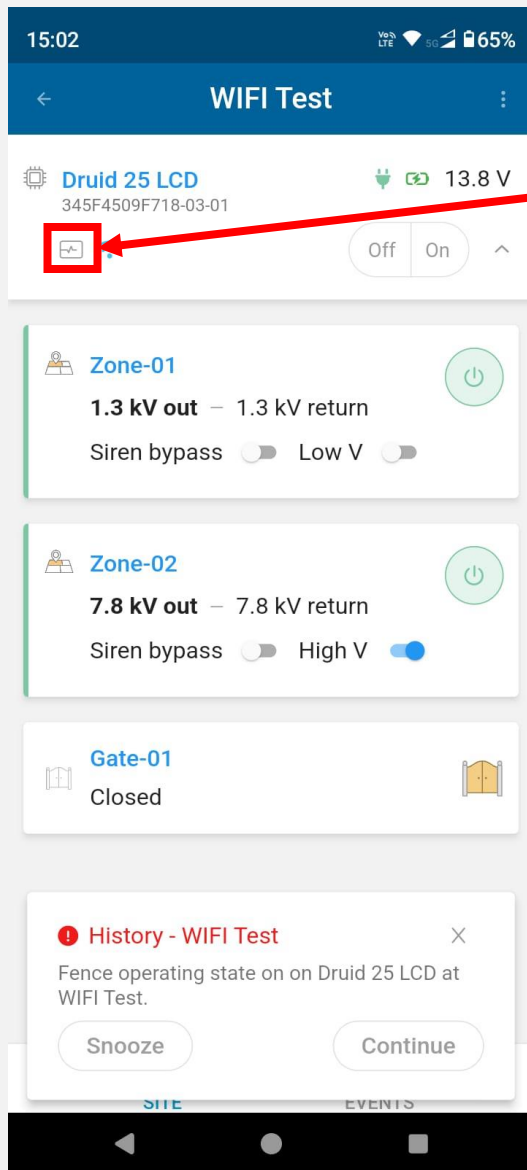 15:02 Vo LTE 5G 65%
WIFI Test
Druid 25 LCD 13.8 V
345F4509F718-03-01
Off On
Zone-01
1.3 kV out – 1.3 kV return
Siren bypass Low V
Zone-02
7.8 kV out – 7.8 kV return
Siren bypass High V
Gate-01
Closed
History - WIFI Test
Fence operating state on on Druid 25 LCD at
WIFI Test.
Snooze Continue
SITE EVENTS